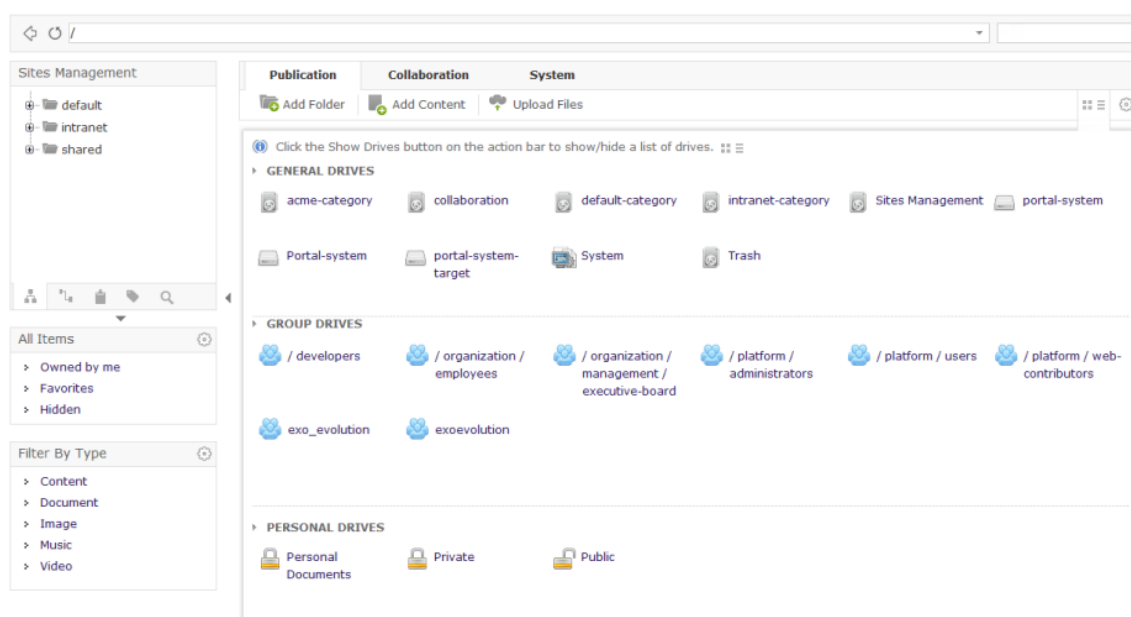 /
Sites Management
default
intranet
shared
All Items
Owned by me
Favorites
Hidden
Filter By Type
Content
Document
Image
Music
Video
Publication Collaboration System
Add Folder Add Content Upload Files
Click the Show Drives button on the action bar to show/hide a list of drives.
GENERAL DRIVES
acme-category collaboration default-category intranet-category Sites Management portal-system
Portal-system portal-system- System Trash
target
GROUP DRIVES
/ developers / organization / / organization / / platform / / platform / users / platform / web-
employees management / administrators contributors
executive-board
exo_evolution exoevolution
PERSONAL DRIVES
Personal Private Public
Documents